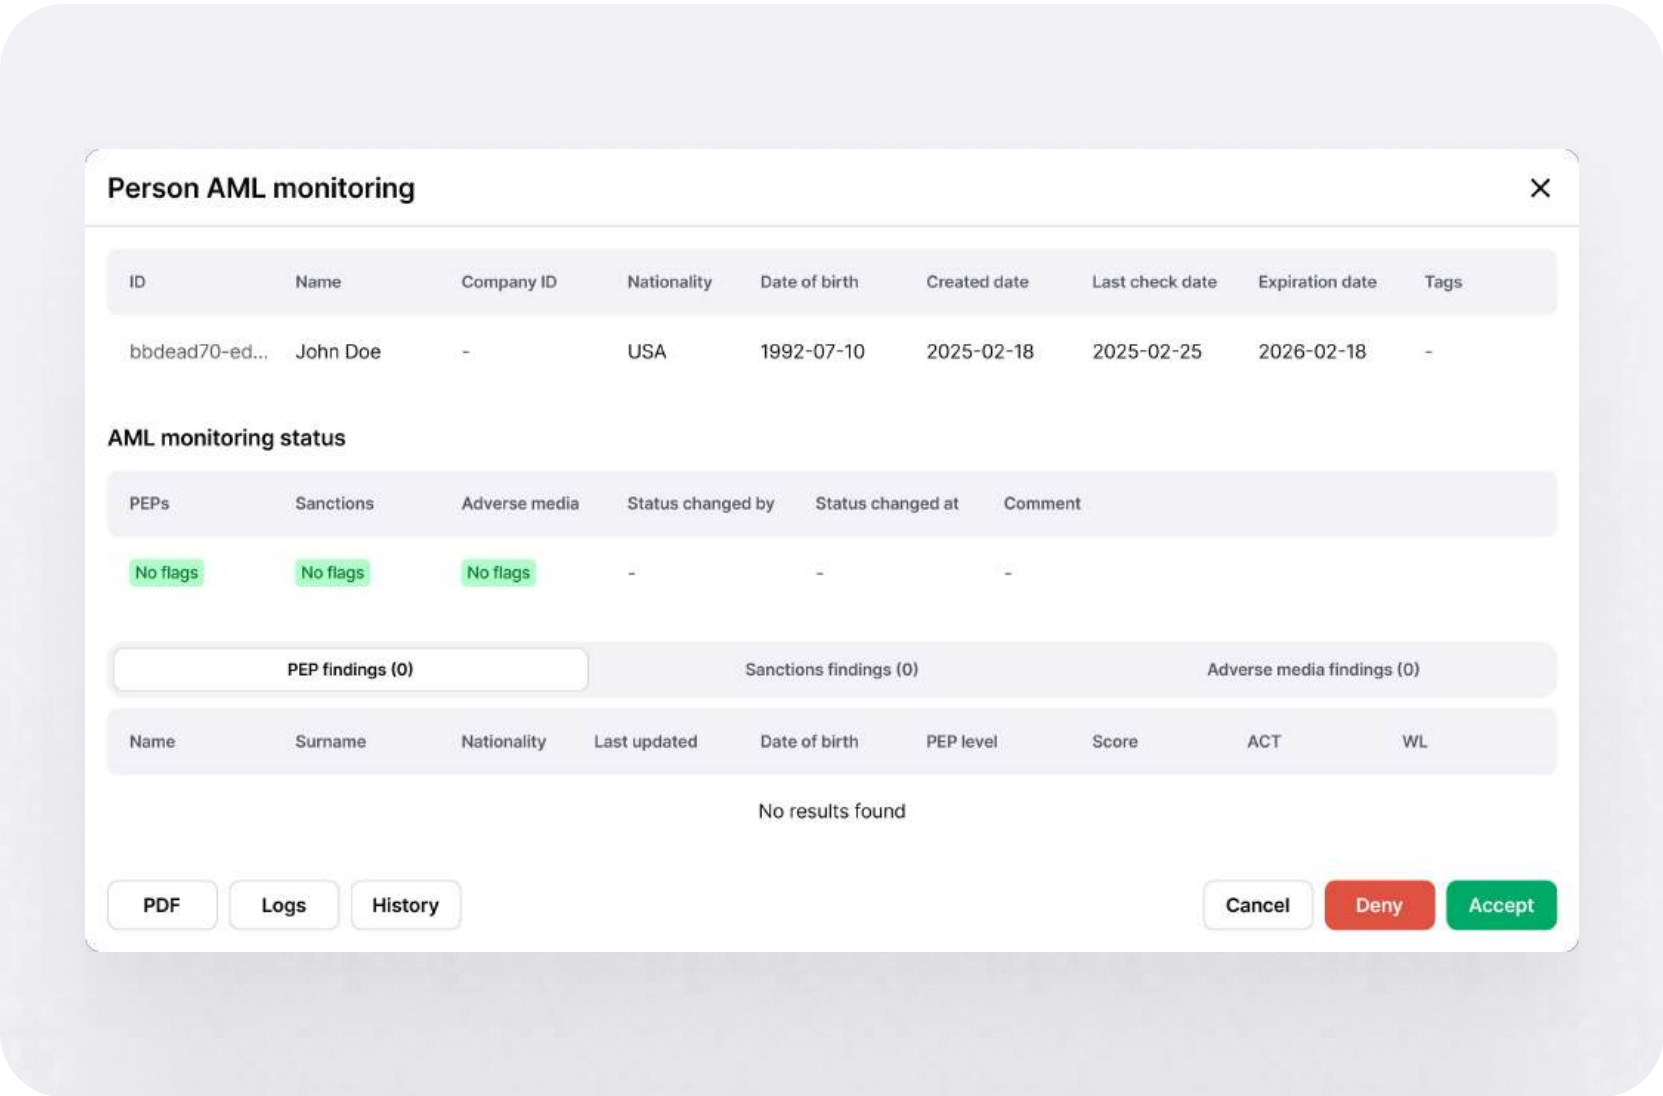 Person AML monitoring
ID Name Company ID Nationality Date of birth Created date Last check date Expiration date Tags
bbdead70-ed... John Doe - USA 1992-07-10 2025-02-18 2025-02-25 2026-02-18 -
AML monitoring status
PEPs Sanctions Adverse media Status changed by Status changed at Comment
No flags No flags No flags - - -
PEP findings (0) Sanctions findings (0) Adverse media findings (0)
Name Surname Nationality Last updated Date of birth PEP level Score ACT WL
No results found
PDF Logs History Cancel Deny Accept